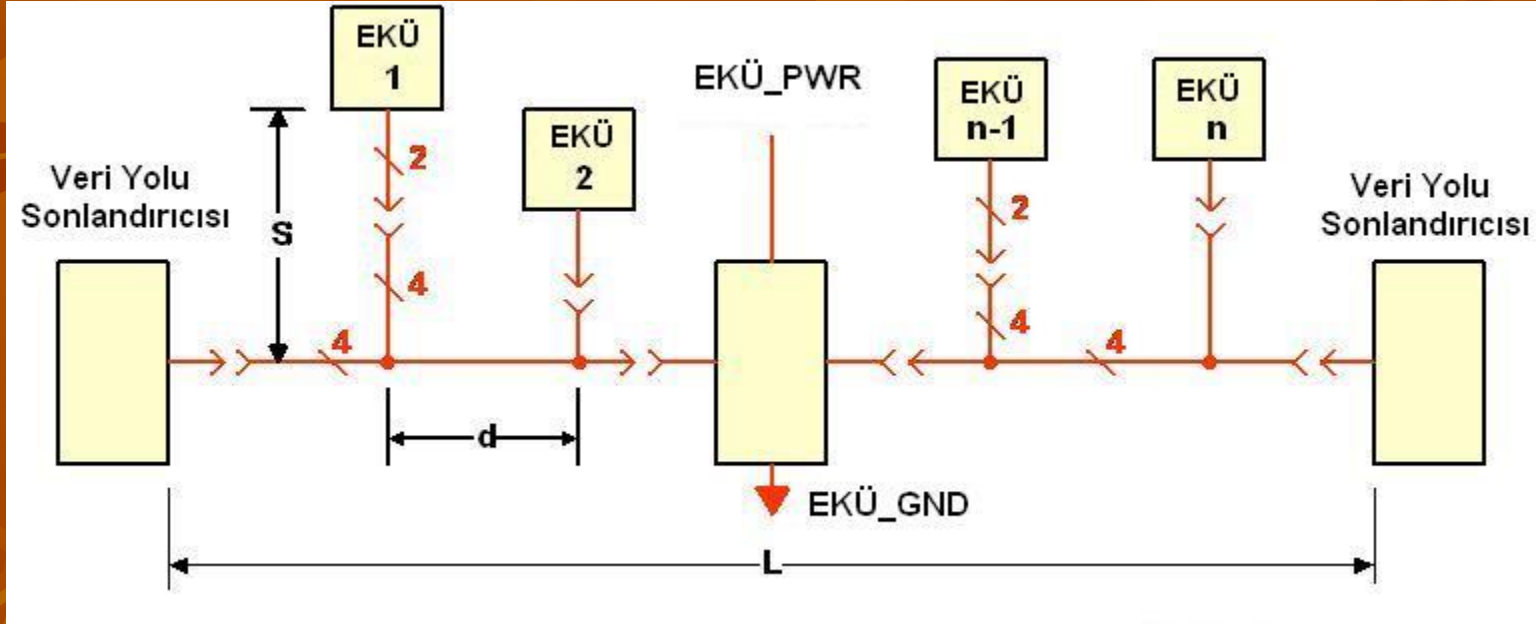 EKÜ
1
EKÜ
2
EKÜ_PWR
EKÜ
n-1
EKÜ
n
Veri Yolu
Sonlandırıcısı
Veri Yolu
Sonlandırıcısı
2
2
S
4
4
4
4
d
EKÜ_GND
L